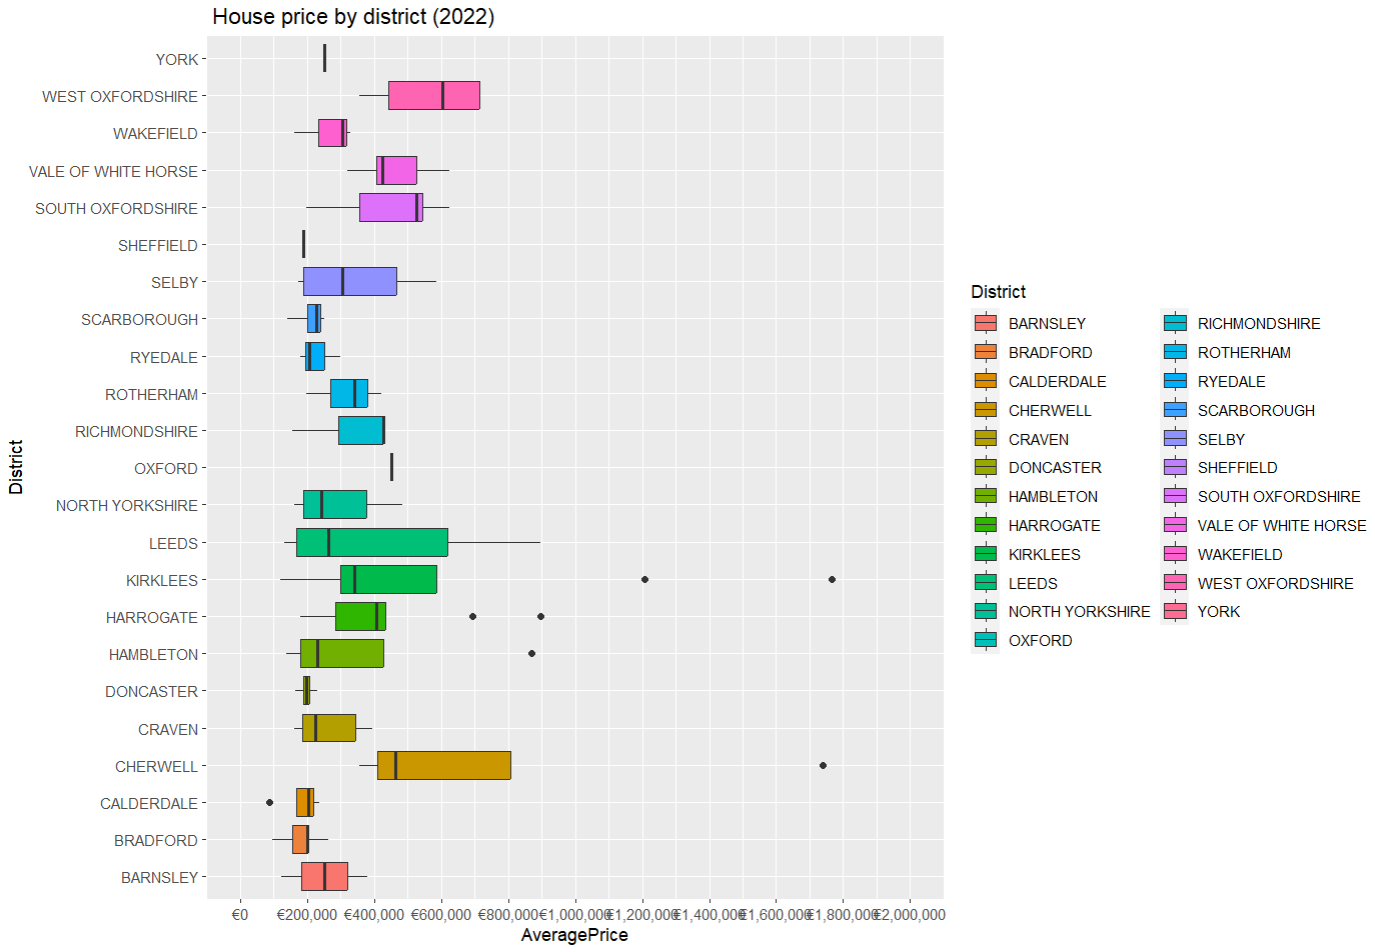 House price by district (2022)
YORK
WEST OXFORDSHIRE
WAKEFIELD
VALE OF WHITE HORSE
SOUTH OXFORDSHIRE
SHEFFIELD
SELBY
SCARBOROUGH
RYEDALE
ROTHERHAM
RICHMONDSHIRE
OXFORD
NORTH YORKSHIRE
LEEDS
KIRKLEES
HARROGATE
HAMBLETON
DONCASTER
CRAVEN
CHERWELL
CALDERDALE
BRADFORD
BARNSLEY
District
€0 €200,000 €400,000 €600,000 €800,000 €1,000,000 €1,200,000 €1,400,000 €1,600,000 €1,800,000 €2,000,000
AveragePrice
District
BARNSLEY
BRADFORD
CALDERDALE
CHERWELL
CRAVEN
DONCASTER
HAMBLETON
HARROGATE
KIRKLEES
LEEDS
NORTH YORKSHIRE
OXFORD
RICHMONDSHIRE
ROTHERHAM
RYEDALE
SCARBOROUGH
SELBY
SHEFFIELD
SOUTH OXFORDSHIRE
VALE OF WHITE HORSE
WAKEFIELD
WEST OXFORDSHIRE
YORK